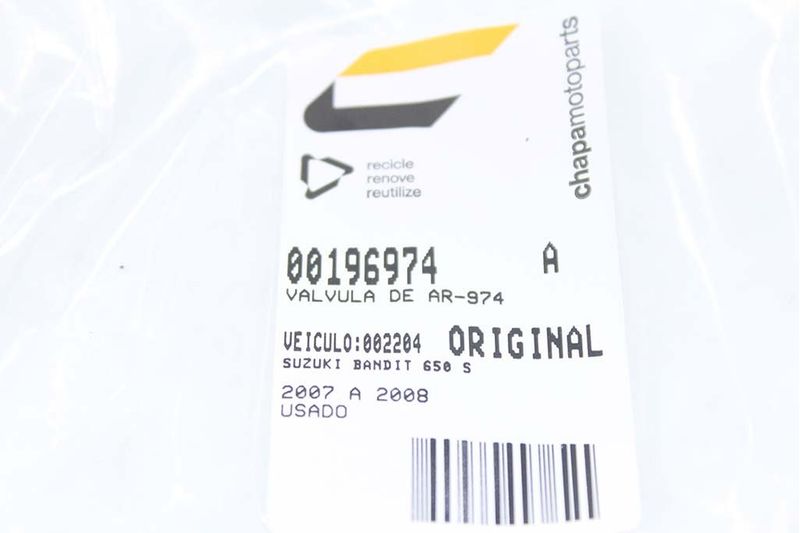 chapamotoparts
recicle
renove
reutilize
00196974 A
VALVULA DE AR-974
VEICULO:002204 ORIGINAL
SUZUKI BANDIT 650 S
2007 A 2008
USADO